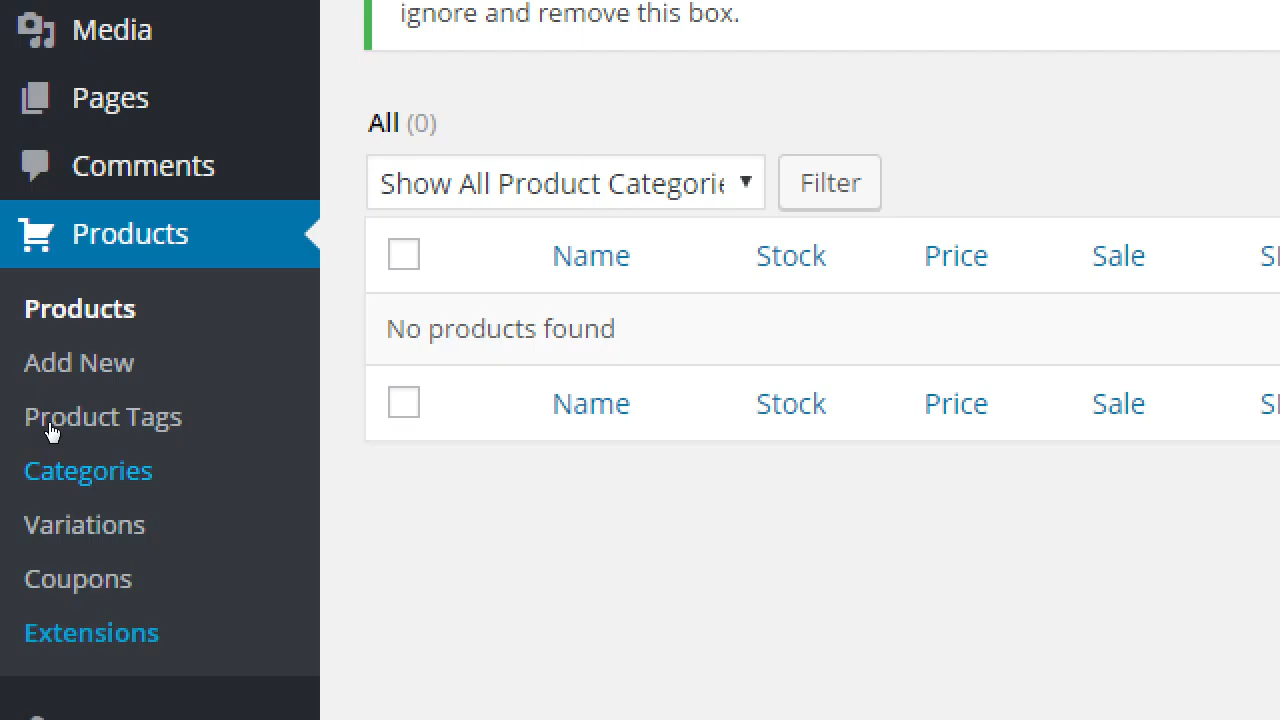 Media
Pages
Comments
Products
Products
Add New
Product Tags
Categories
Variations
Coupons
Extensions
ignore and remove this box.
All (0)
Show All Product Categorie Filter
Name Stock Price Sale
No products found
Name Stock Price Sale